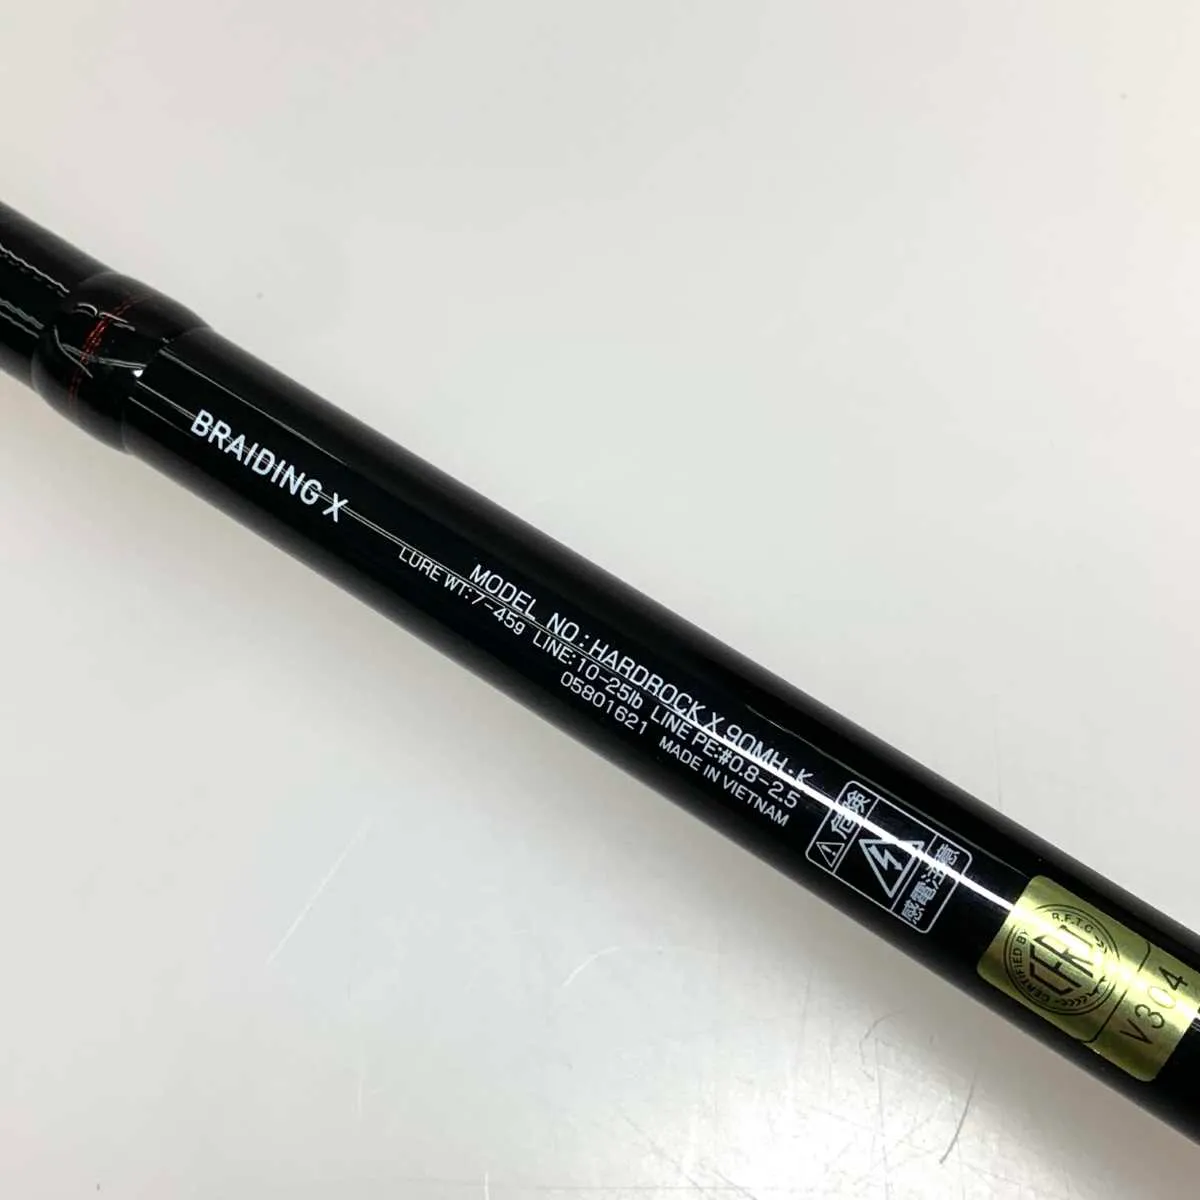 BRAIDING X
MODEL NO:HARDROCK X 90MH・K
LURE WT:7-45g LINE:10-25lb LINE PE:#0.8-2.5
05801621 MADE IN VIETNAM
⚠危険
感電注意
R.F.T.C.
CERTIFIED BY
CERT
V304